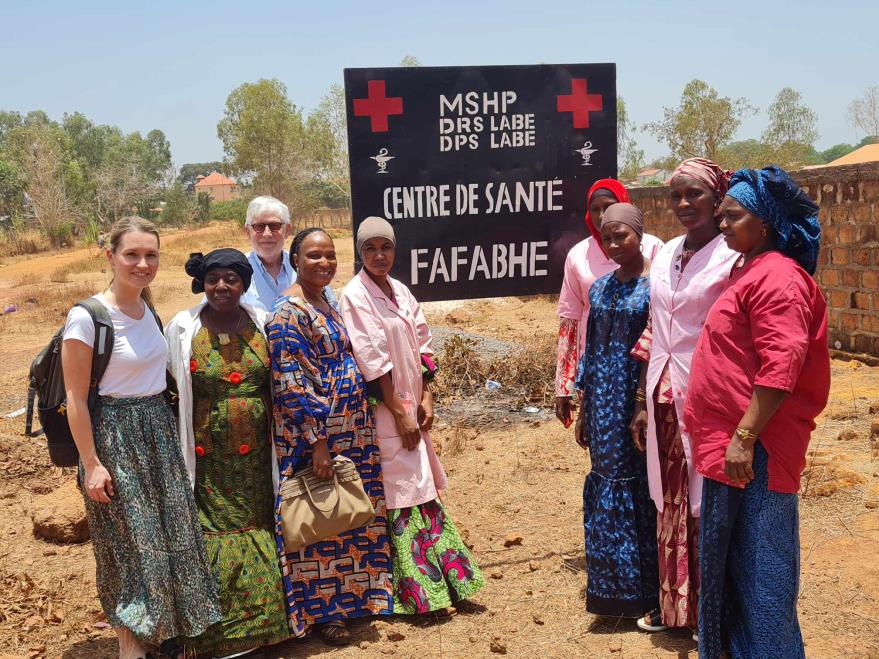 MSHP
DRS LABE
DPS LABE
CENTRE DE SANTÉ
FAFABHE